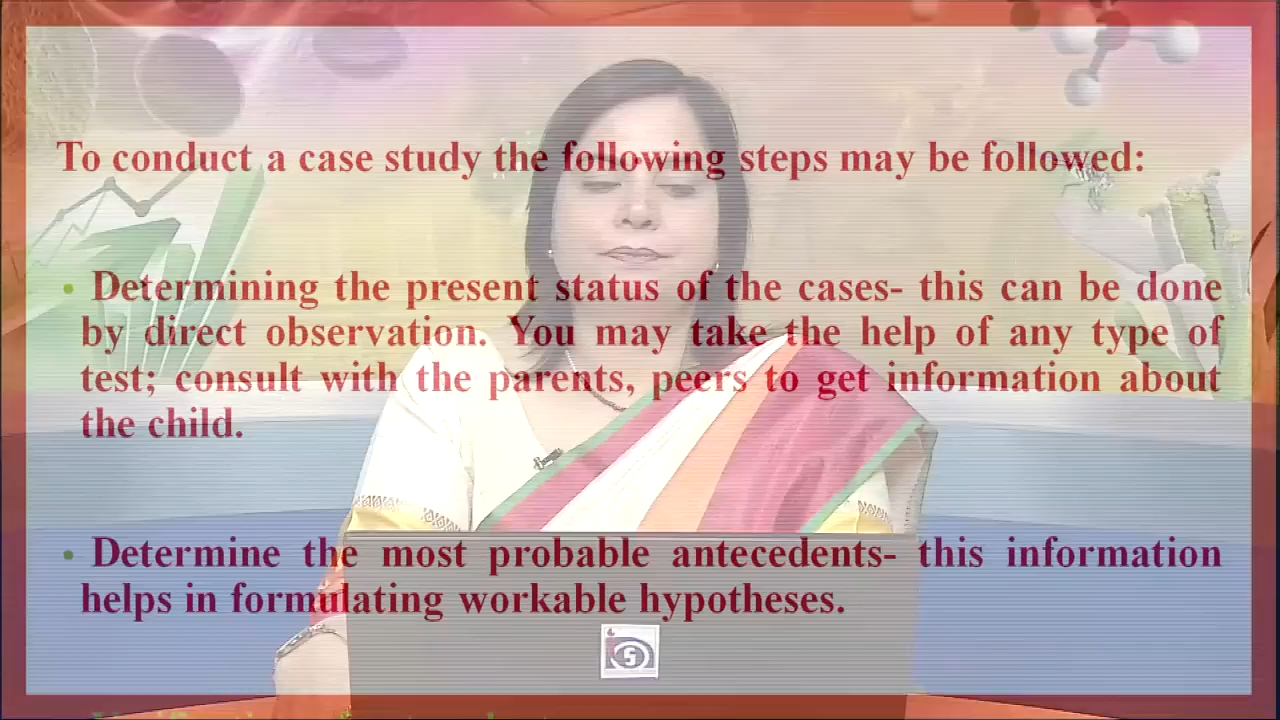 To conduct a case study the following steps may be followed:
• Determining the present status of the cases- this can be done
by direct observation. You may take the help of any type of
test; consult with the parents, peers to get information about
the child.
• Determine the most probable antecedents- this information
helps in formulating workable hypotheses.